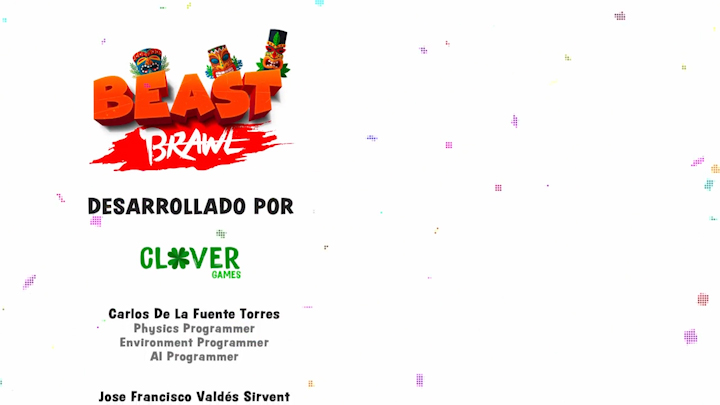 BEAST
BRAWL
DESARROLLADO POR
CLOVER
GAMES
Carlos De La Fuente Torres
Physics Programmer
Environment Programmer
AI Programmer
Jose Francisco Valdés Sirvent